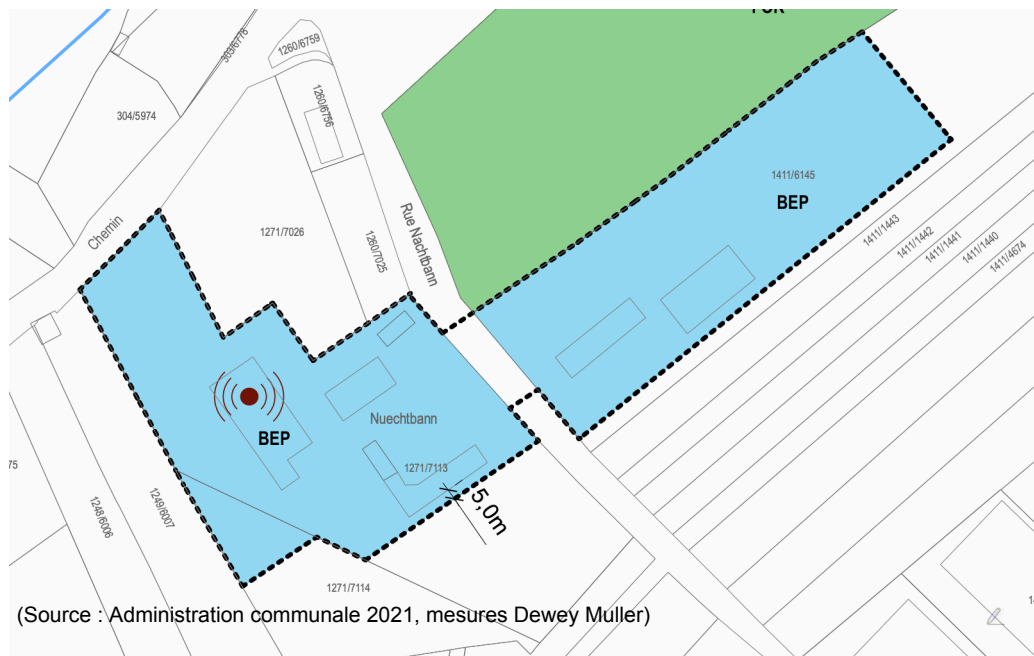 303/6778
1260/6759
1260/6756
304/5974
1411/6145
BEP
Chemin
1271/7026
1260/7025
Rue Nachtbann
1411/1443
1411/1442
1411/1441
1411/1440
1411/4674
BEP
Nuechtbann
1271/7113
5,0m
1248/6006
1249/6007
1271/7114
(Source : Administration communale 2021, mesures Dewey Muller)